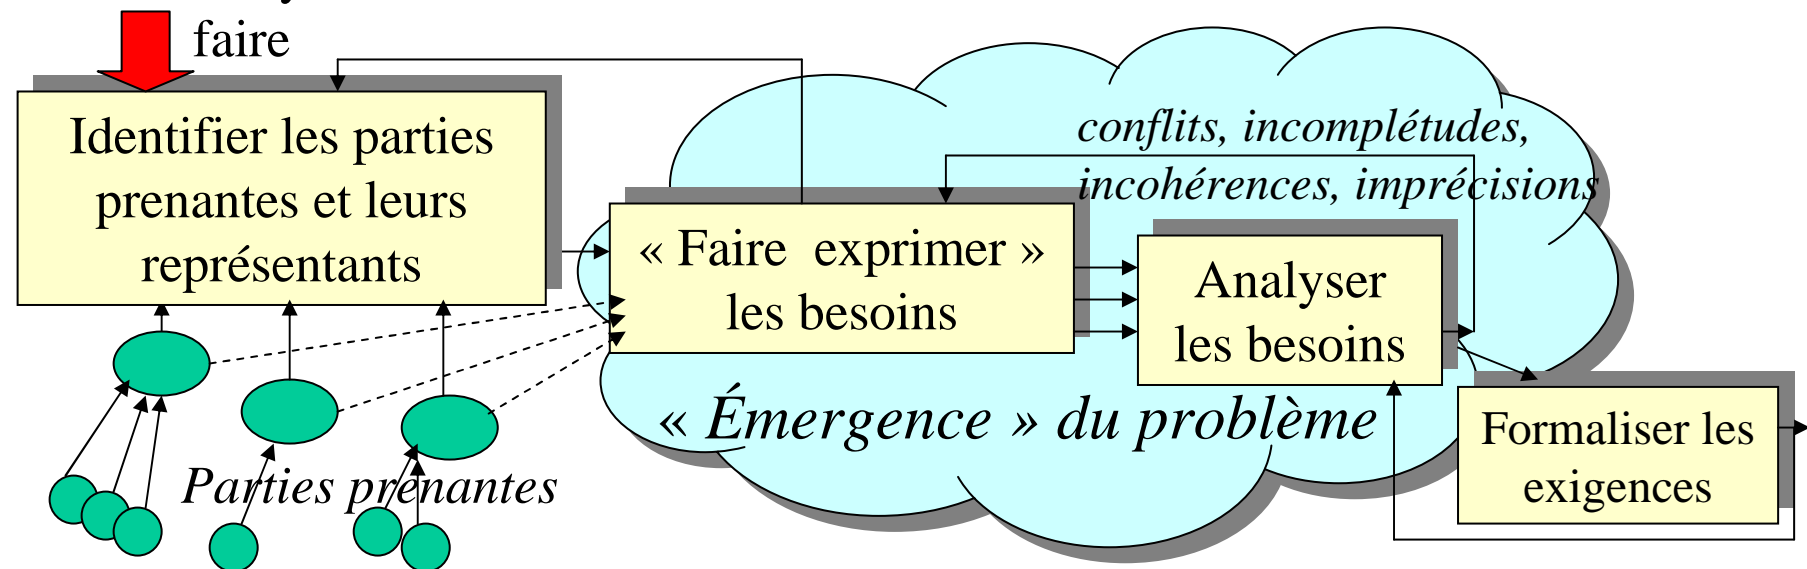 faire
Identifier les parties
prenantes et leurs
représentants
conflits, incomplétudes,
incohérences, imprécisions
« Faire exprimer »
les besoins
Analyser
les besoins
« Émergence » du problème
Formaliser les
exigences
Parties prenantes